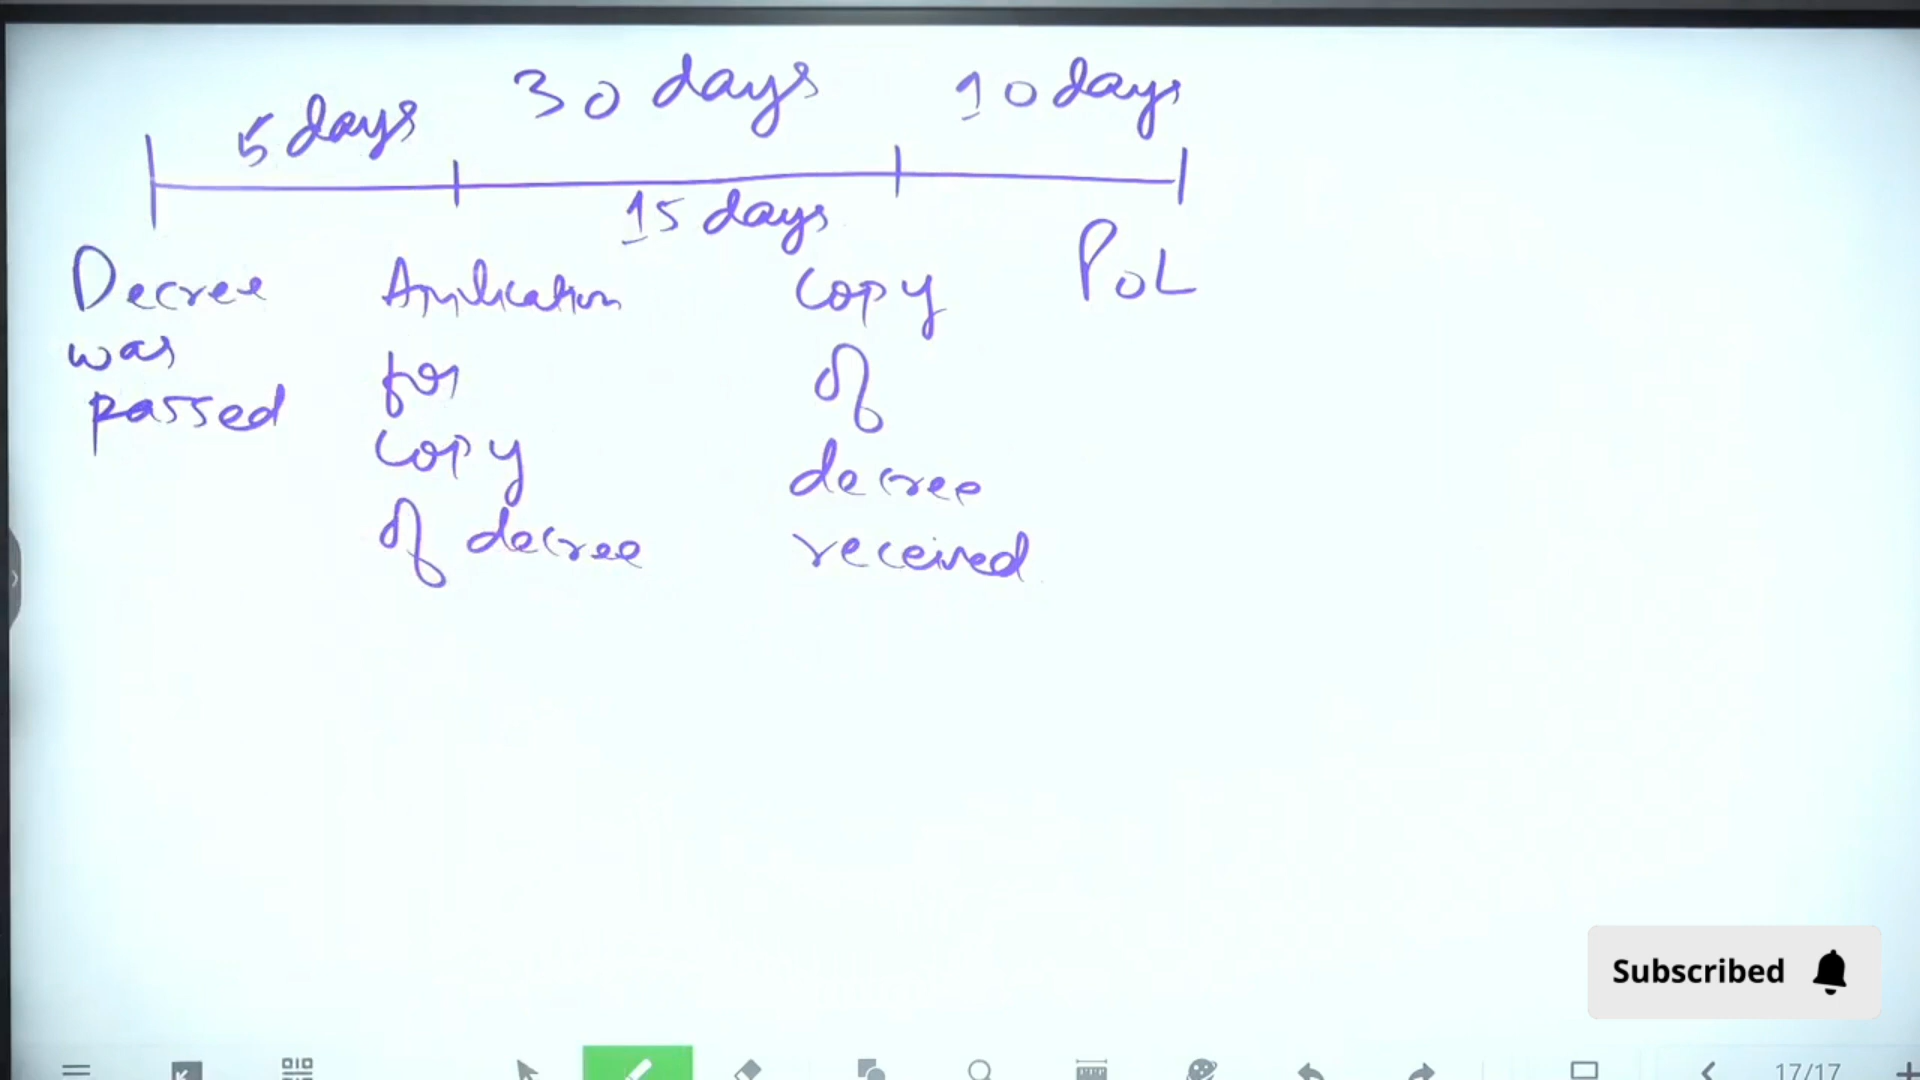 5 days 30 days 10 days
15 days
Decree Application Copy PoL
was for of
passed copy decree
of decree received
Subscribed
17/17